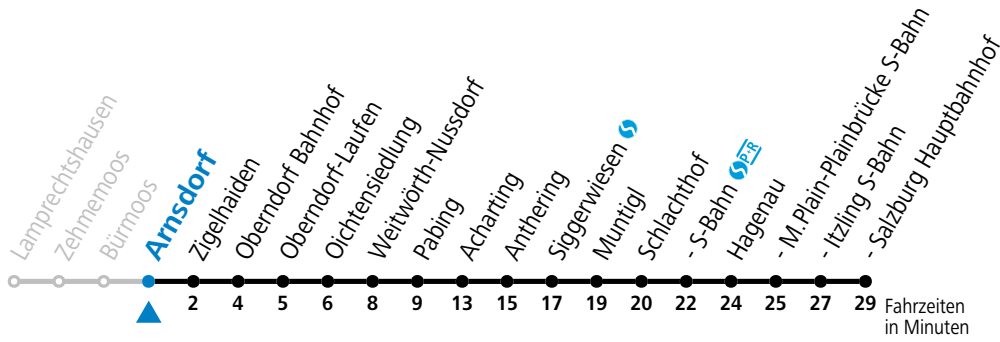 Lamprechtshausen
Zehmemoos
Bürmoos
Arnsdorf
Zigelhaiden
Oberndorf Bahnhof
Oberndorf-Laufen
Oichtensiedlung
Weitwörth-Nussdorf
Pabing
Acharting
Anthering
Siggerwiesen
Muntigl
Schlachthof
- S-Bahn P+R
Hagenau
- M.Plain-Plainbrücke S-Bahn
- Itzling S-Bahn
- Salzburg Hauptbahnhof
2 4 5 6 8 9 13 15 17 19 20 22 24 25 27 29
Fahrzeiten
in Minuten